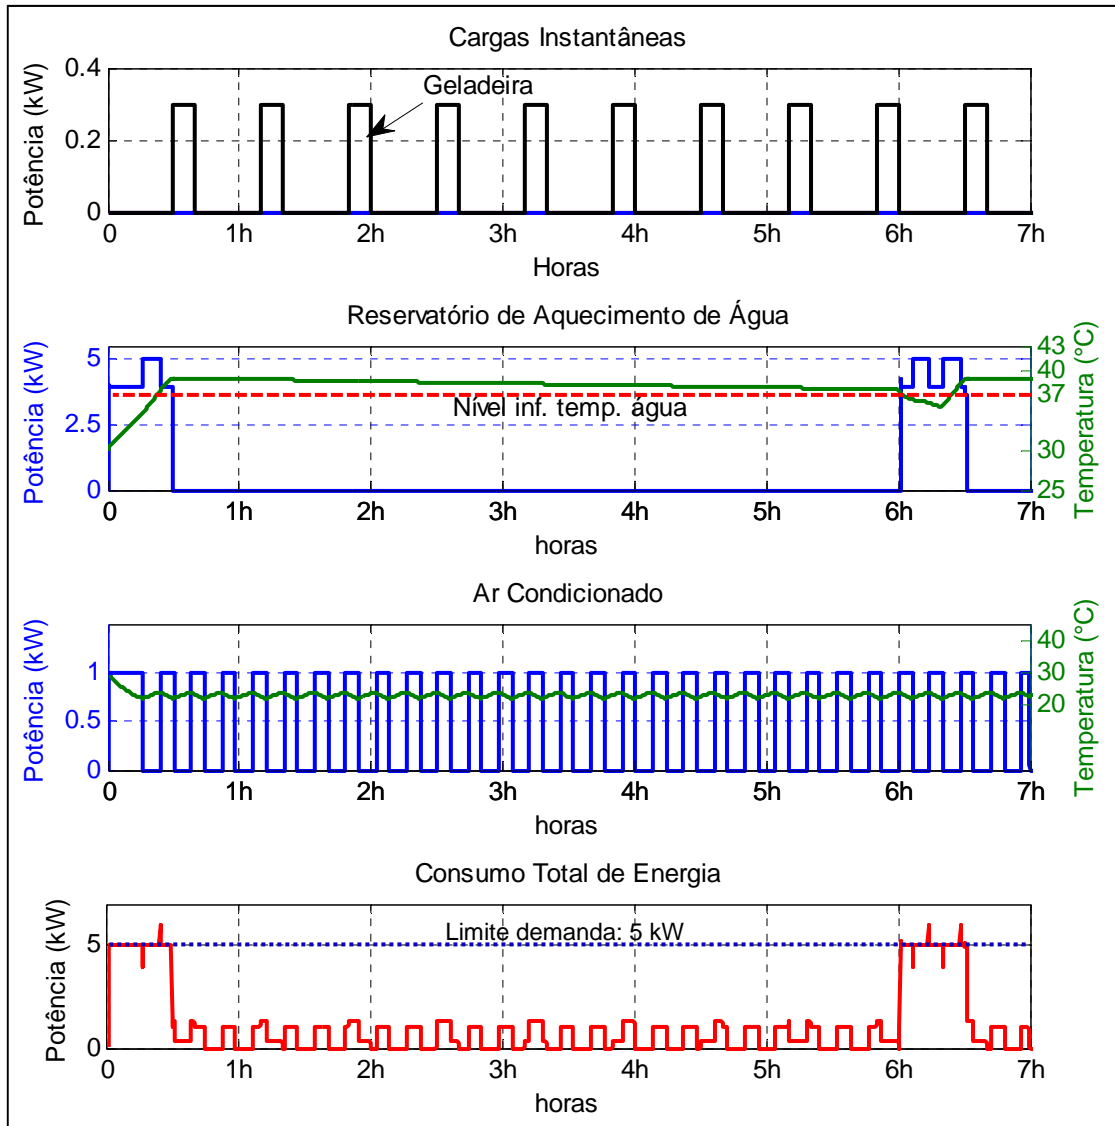 Cargas Instantâneas
Potência (kW)
0.4
0.2
0
Geladeira
0 1h 2h 3h 4h 5h 6h 7h
Horas
Reservatório de Aquecimento de Água
Potência (kW)
5
2.5
0
Nível inf. temp. água
43
40
37
30
25
Temperatura (°C)
0 1h 2h 3h 4h 5h 6h 7h
horas
Ar Condicionado
Potência (kW)
1
0.5
0
40
30
20
Temperatura (°C)
0 1h 2h 3h 4h 5h 6h 7h
horas
Consumo Total de Energia
Potência (kW)
5
0
Limite demanda: 5 kW
0 1h 2h 3h 4h 5h 6h 7h
horas